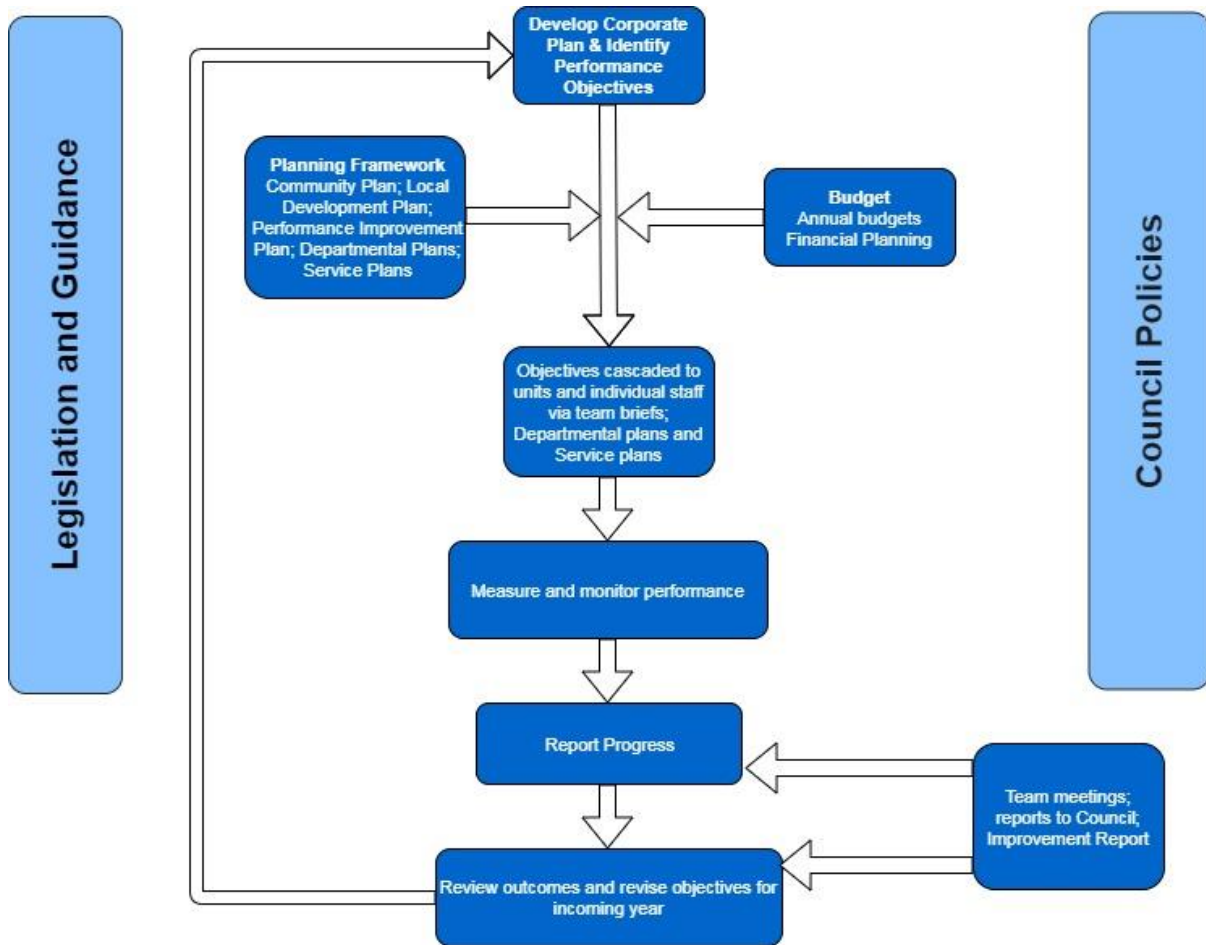 Legislation and Guidance
Develop Corporate
Plan & Identify
Performance
Objectives
Planning Framework
Community Plan; Local
Development Plan;
Performance Improvement
Plan; Departmental Plans;
Service Plans
Budget
Annual budgets
Financial Planning
Council Policies
Objectives cascaded to
units and individual staff
via team briefs;
Departmental plans and
Service plans
Measure and monitor performance
Report Progress
Team meetings;
reports to Council;
Improvement Report
Review outcomes and revise objectives for
incoming year